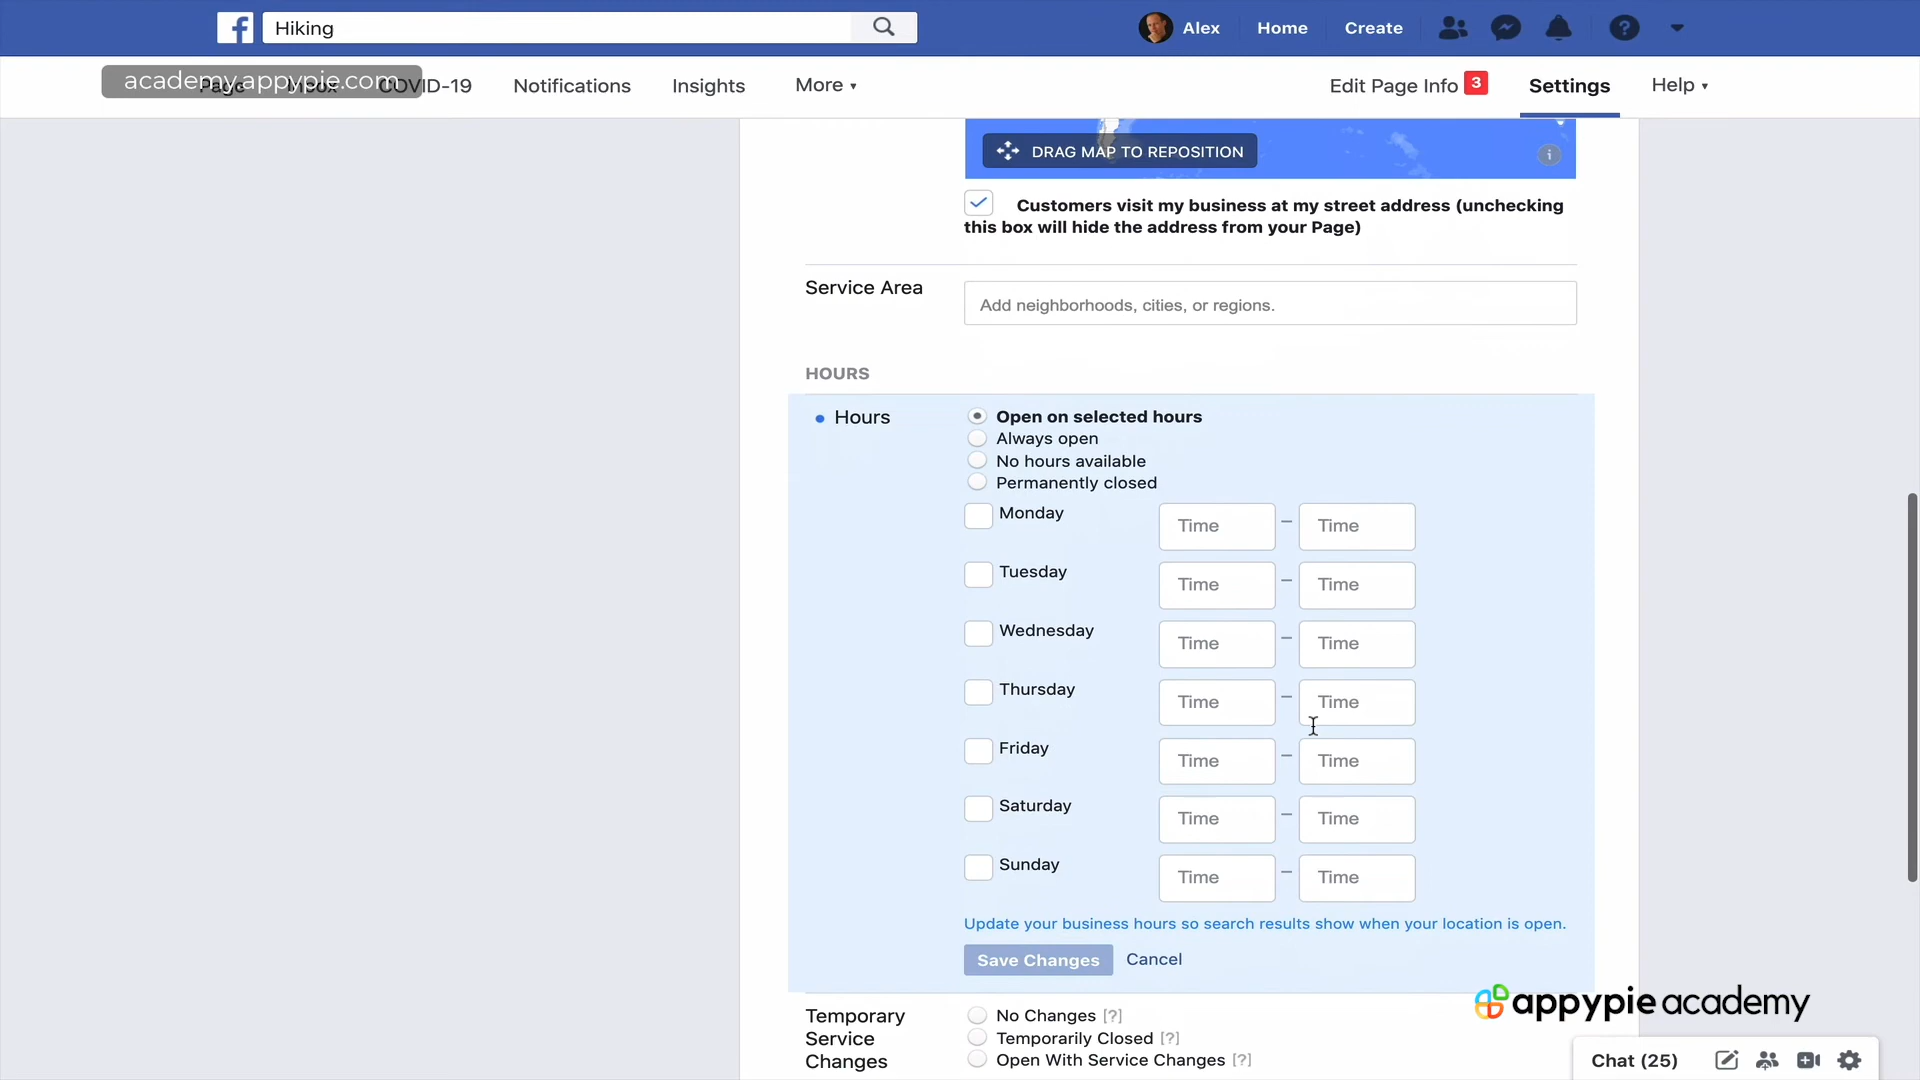 Hiking
Alex
Home
Create
academy.appypie.com
Page
Inbox
COVID-19
Notifications
Insights
More
Edit Page Info
3
Settings
Help
DRAG MAP TO REPOSITION
i
Customers visit my business at my street address (unchecking
this box will hide the address from your Page)
Service Area
Add neighborhoods, cities, or regions.
HOURS
Hours
Open on selected hours
Always open
No hours available
Permanently closed
Monday
Time – Time
Tuesday
Time – Time
Wednesday
Time – Time
Thursday
Time – Time
Friday
Time – Time
Saturday
Time – Time
Sunday
Time – Time
Update your business hours so search results show when your location is open.
Save Changes
Cancel
appypie academy
Temporary
Service
Changes
No Changes [?]
Temporarily Closed [?]
Open With Service Changes [?]
Chat (25)